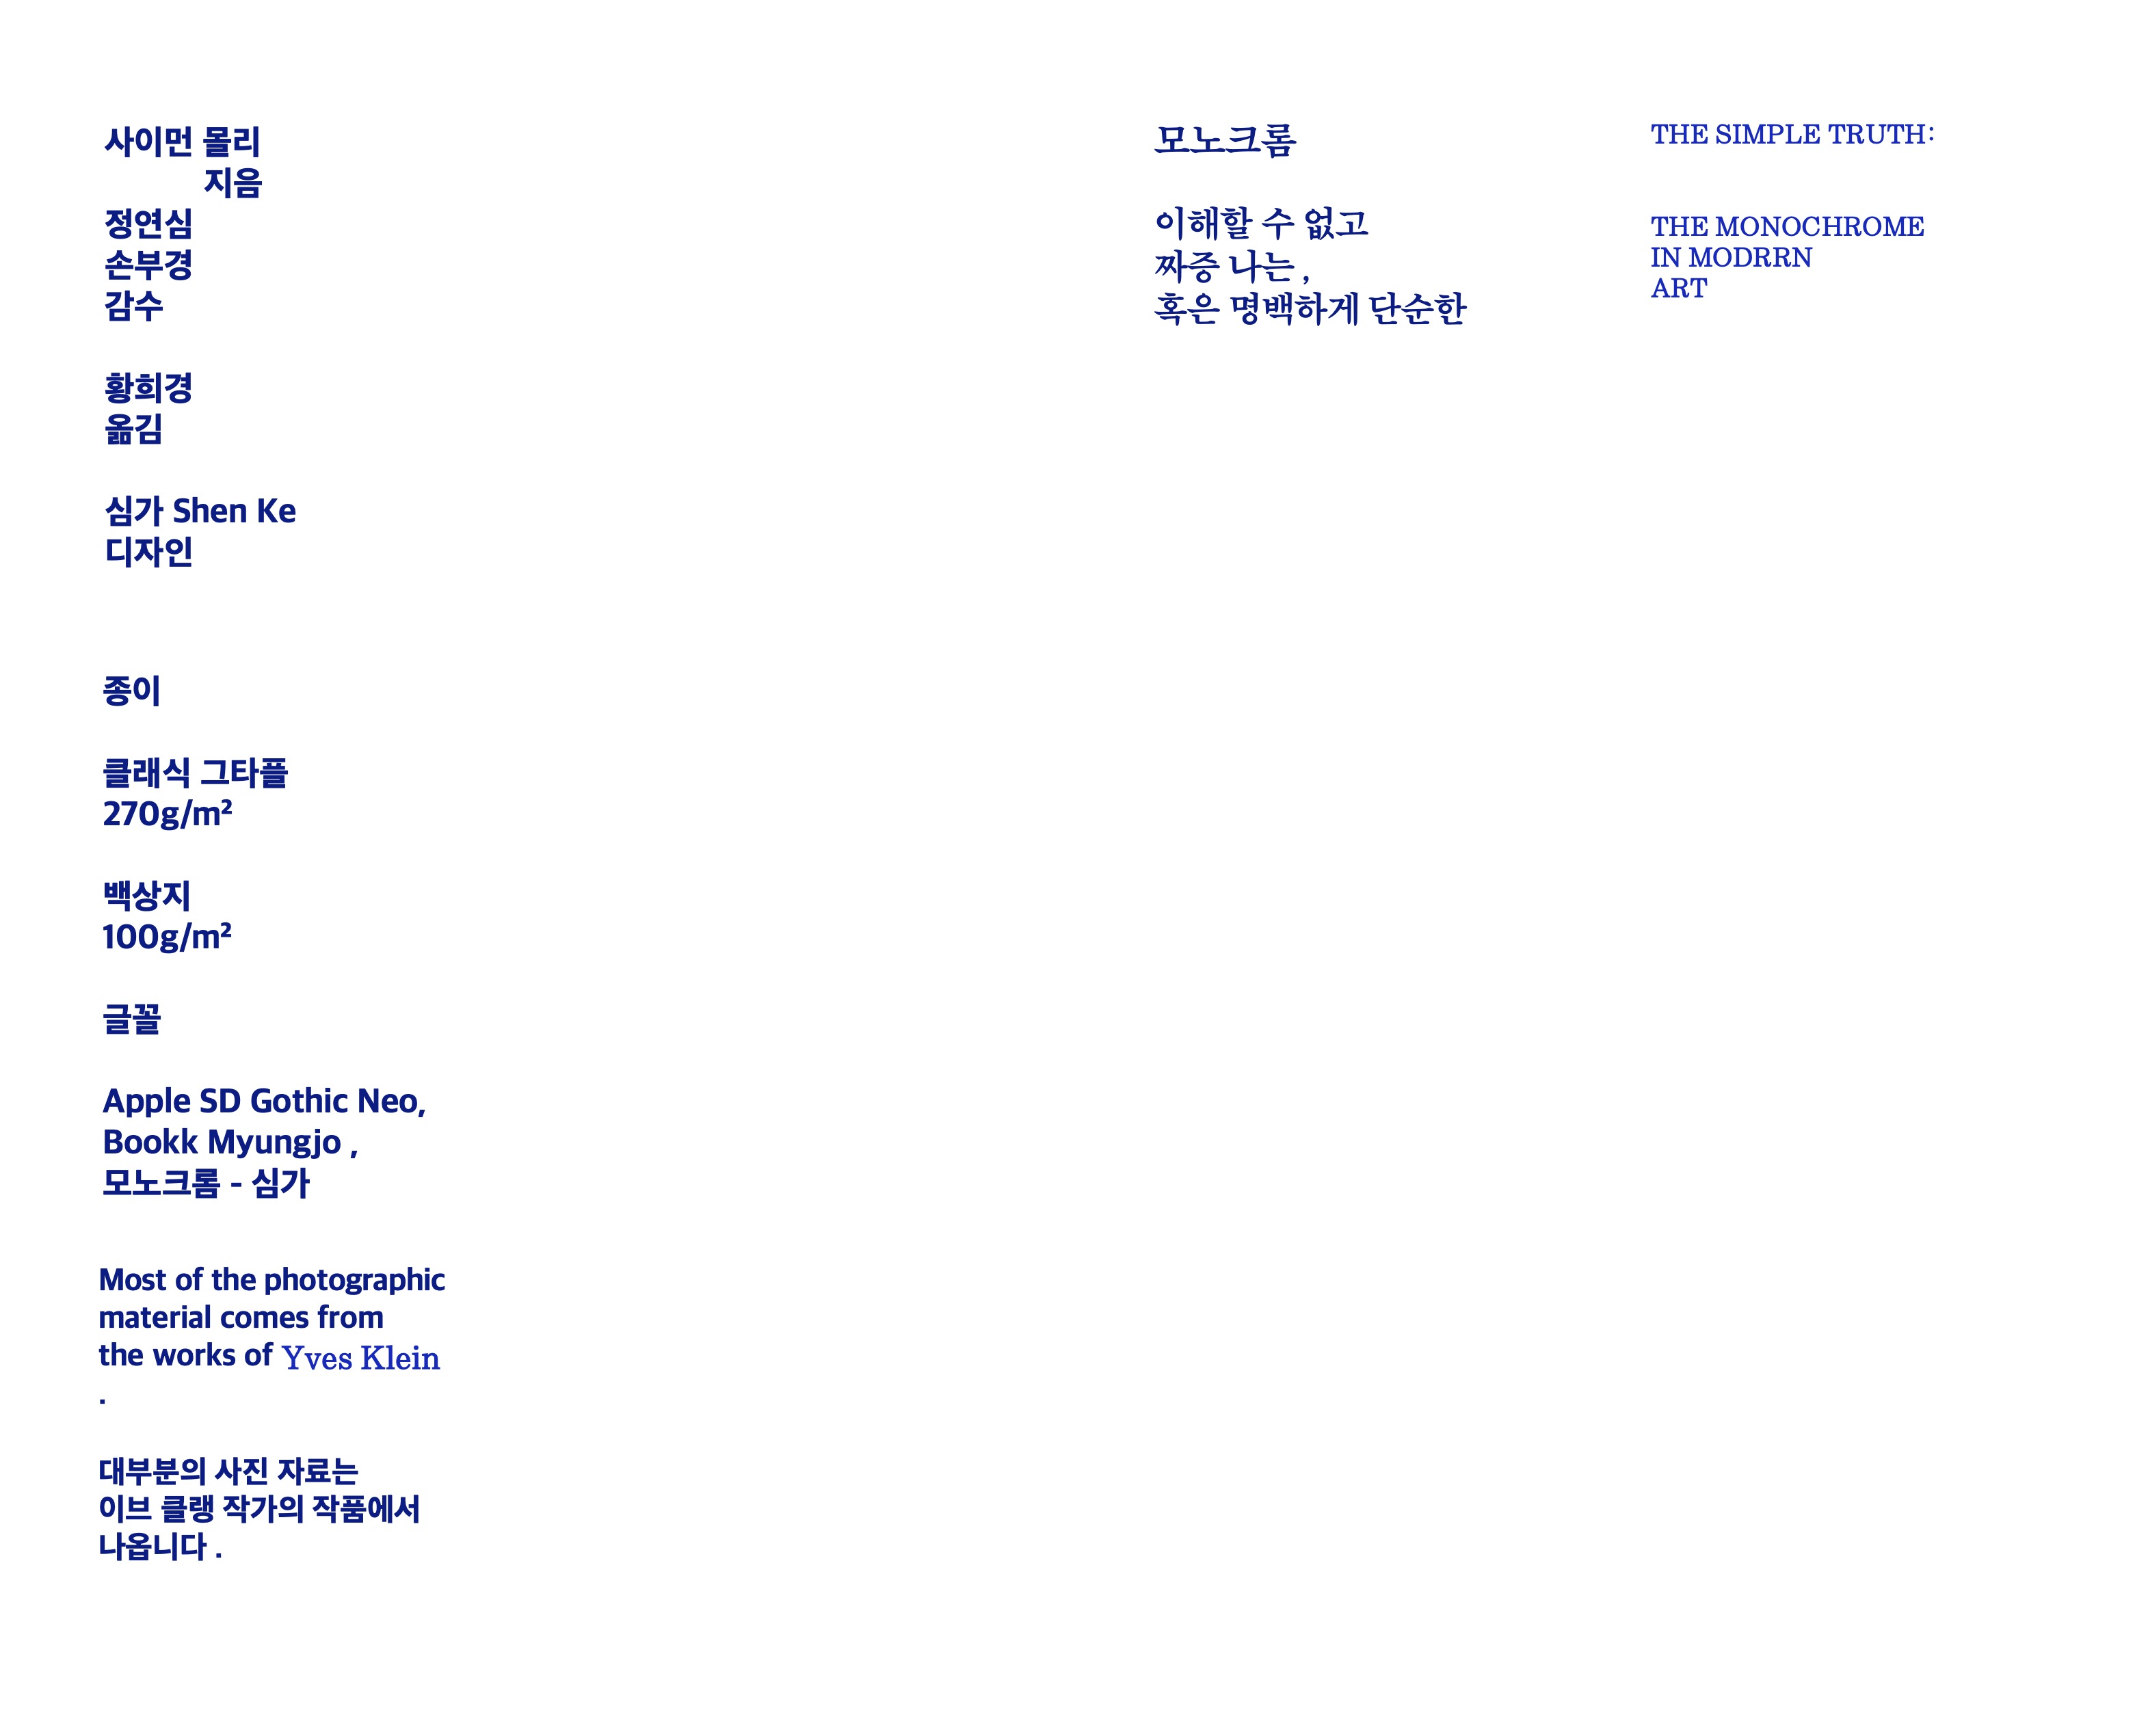 사이먼 몰리
지음
정연심
손부경
감수
황희경
옮김
심가 Shen Ke
디자인
종이
클래식 그타플
270g/m²
백상지
100g/m²
글꼴
Apple SD Gothic Neo,
Bookk Myungjo ,
모노크롬 - 심가
Most of the photographic
material comes from
the works of Yves Klein
.
대부분의 사진 자료는
이브 클랭 작가의 작품에서
나옵니다 .
모노크롬
이해할 수 없고
짜증 나는 ,
혹은 명백하게 단순한
THE SIMPLE TRUTH:
THE MONOCHROME
IN MODRRN
ART